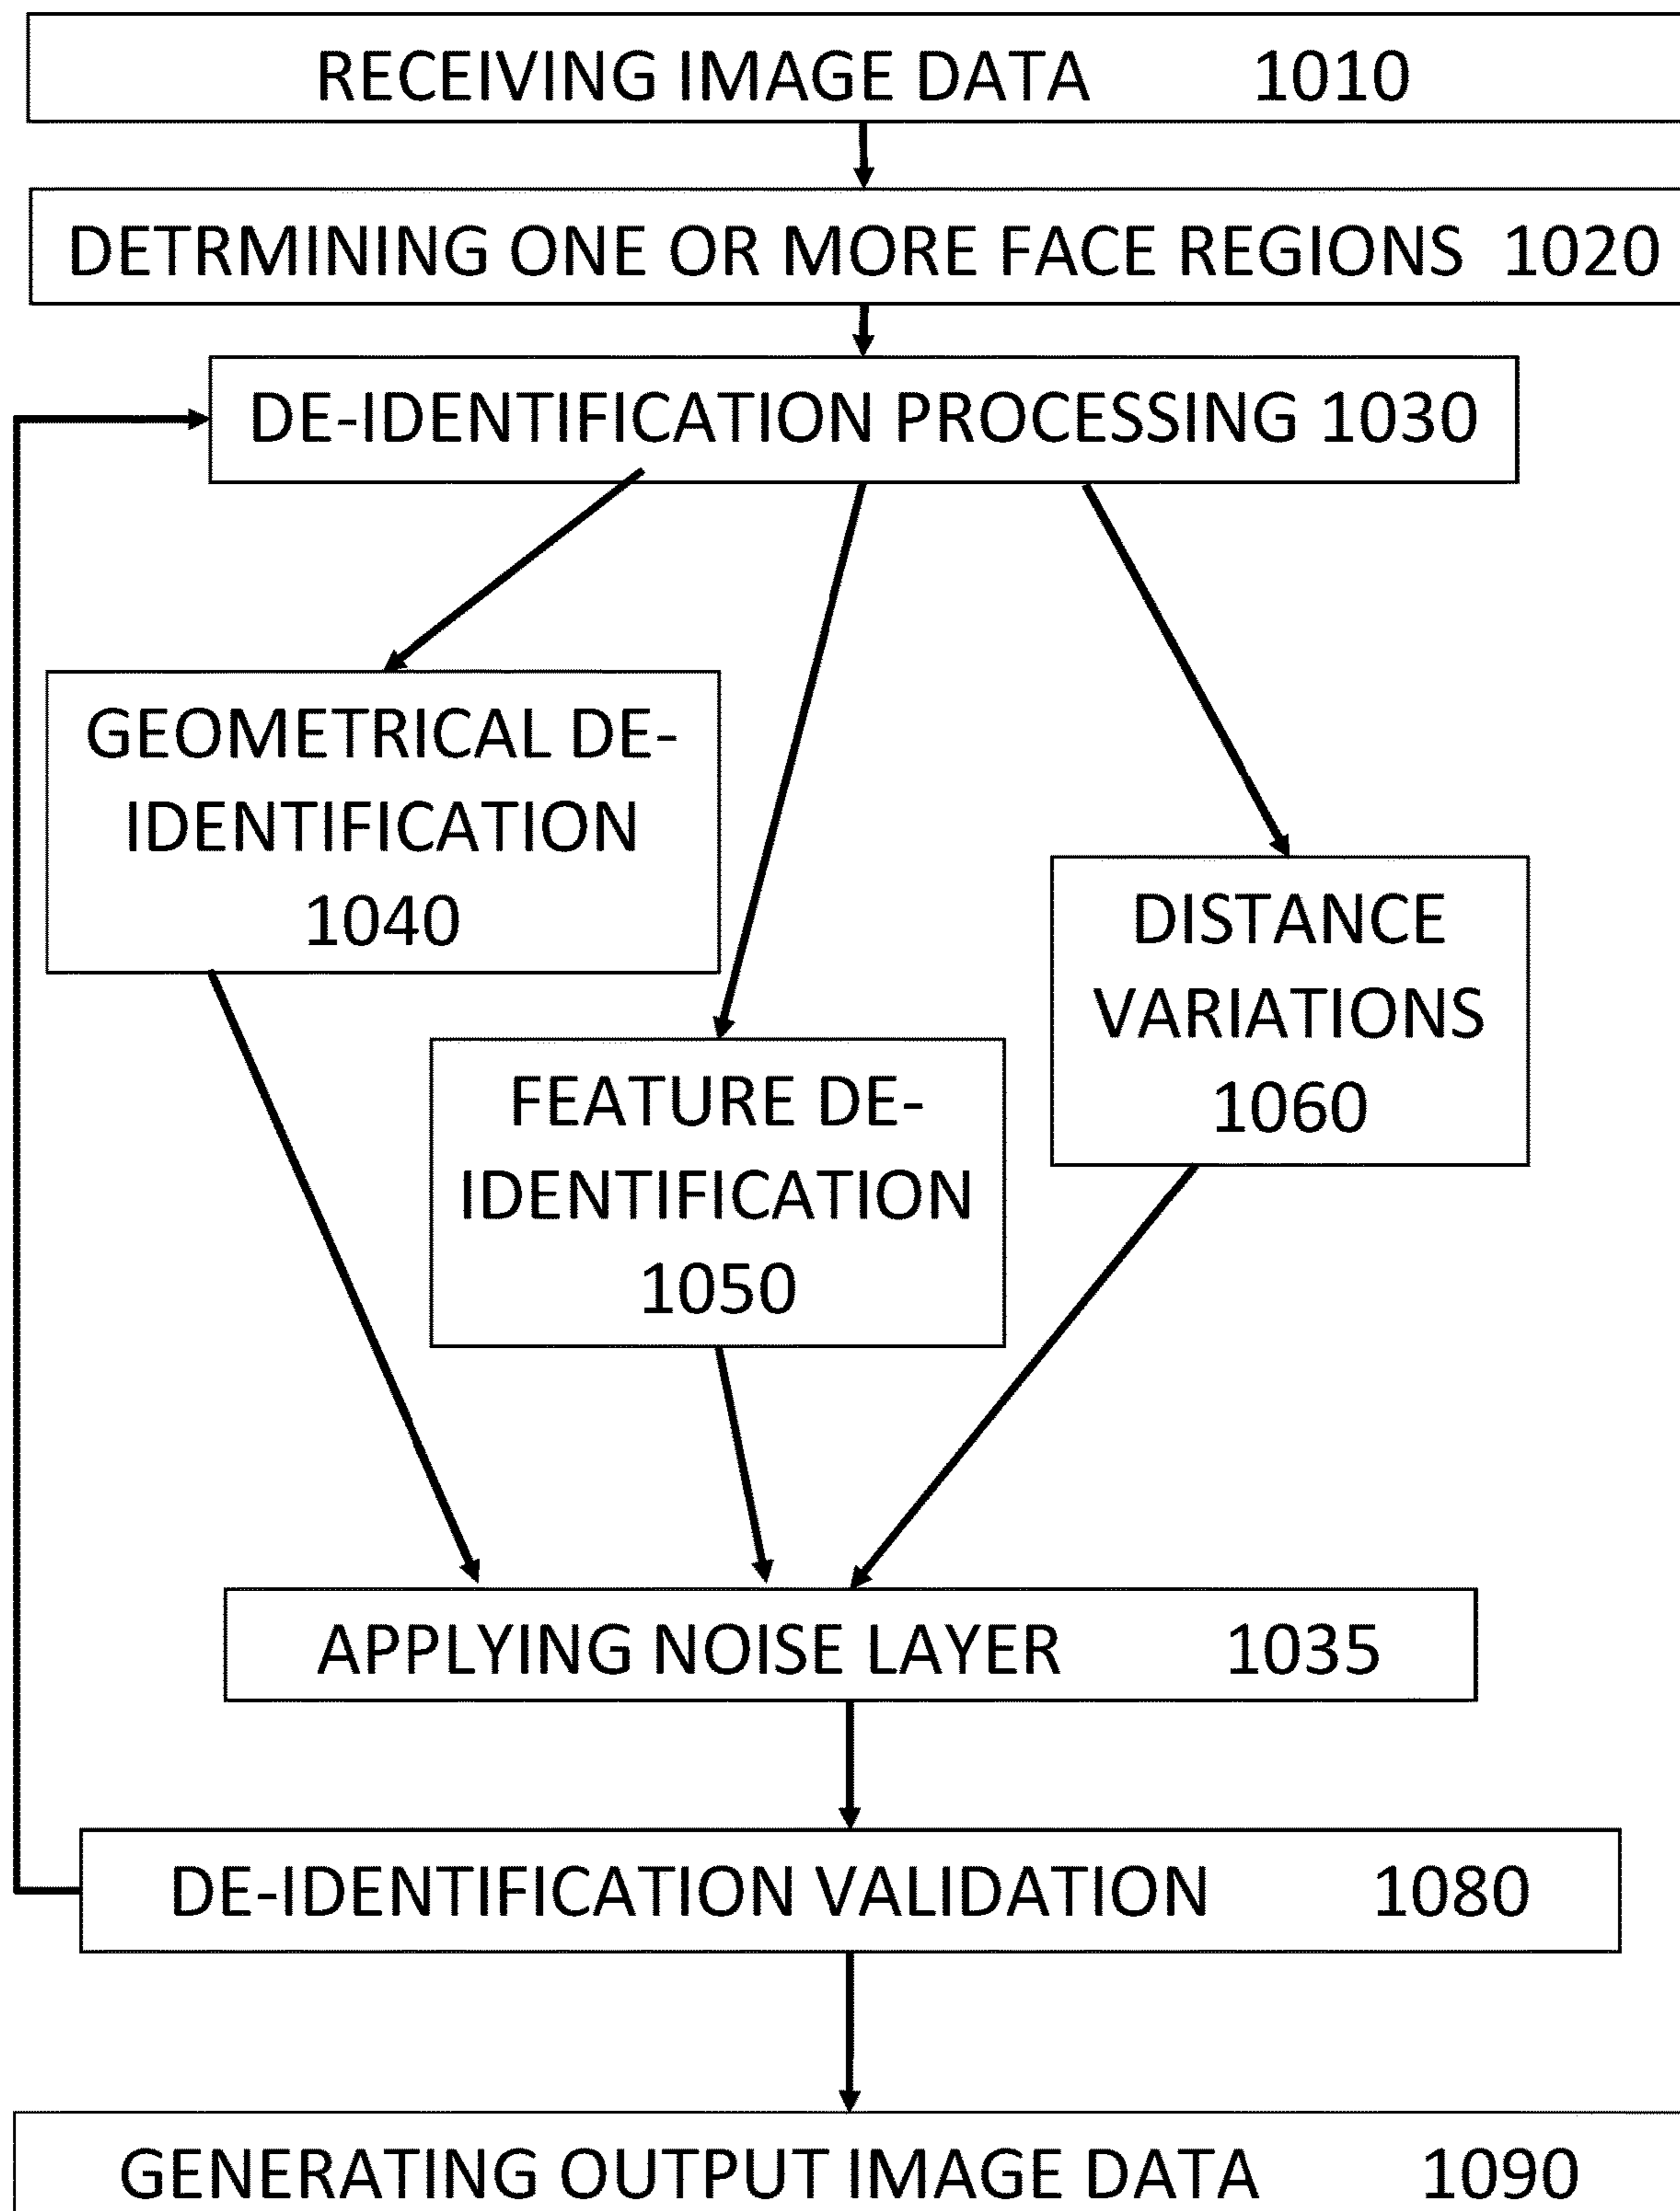 RECEIVING IMAGE DATA 1010
DETRMINING ONE OR MORE FACE REGIONS 1020
DE-IDENTIFICATION PROCESSING 1030
GEOMETRICAL DE-
IDENTIFICATION
1040
DISTANCE
VARIATIONS
1060
FEATURE DE-
IDENTIFICATION
1050
APPLYING NOISE LAYER 1035
DE-IDENTIFICATION VALIDATION 1080
GENERATING OUTPUT IMAGE DATA 1090